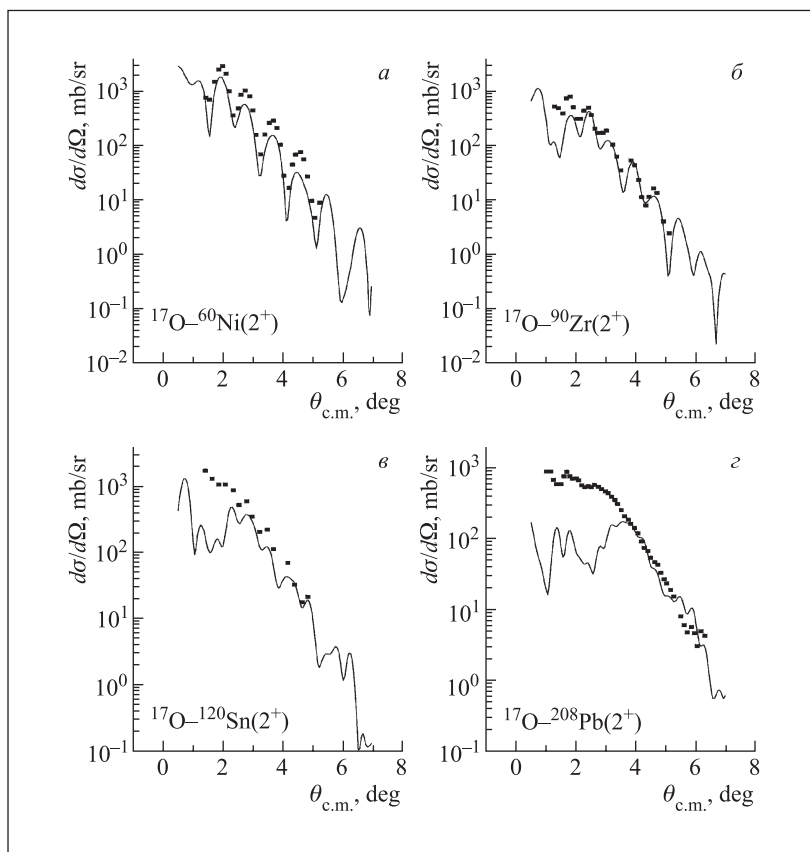 а
dσ/dΩ, mb/sr
10³
10²
10¹
10⁰
10⁻¹
10⁻²
¹⁷O–⁶⁰Ni(2⁺)
0 2 4 6 8
θc.m., deg
б
dσ/dΩ, mb/sr
10³
10²
10¹
10⁰
10⁻¹
10⁻²
¹⁷O–⁹⁰Zr(2⁺)
0 2 4 6 8
θc.m., deg
в
dσ/dΩ, mb/sr
10³
10²
10¹
10⁰
10⁻¹
¹⁷O–¹²⁰Sn(2⁺)
0 2 4 6 8
θc.m., deg
г
dσ/dΩ, mb/sr
10³
10²
10¹
10⁰
10⁻¹
¹⁷O–²⁰⁸Pb(2⁺)
0 2 4 6 8
θc.m., deg